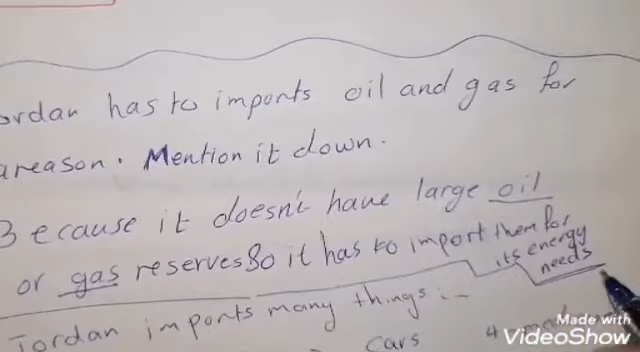 ordan has to imports oil and gas for
a reason. Mention it down.
Because it doesn't have large oil
or gas reserves So it has to import them for
its energy
needs
Jordan imports many things :-
cars 4
Made with
VideoShow